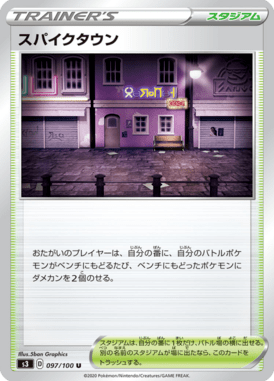 TRAINER'S
スタジアム
スパイクタウン
おたがいのプレイヤーは、自分の番に、自分のバトルポケ
モンがベンチにもどるたび、ベンチにもどったポケモンに
ダメカンを2個のせる。
Illus.5ban Graphics
s3 D 097/100 U
©2020 Pokémon/Nintendo/Creatures/GAME FREAK.
スタジアムは、自分の番に1枚だけ、バトル場の横に出せる。
別の名前のスタジアムが場に出たなら、このカードを
トラッシュする。